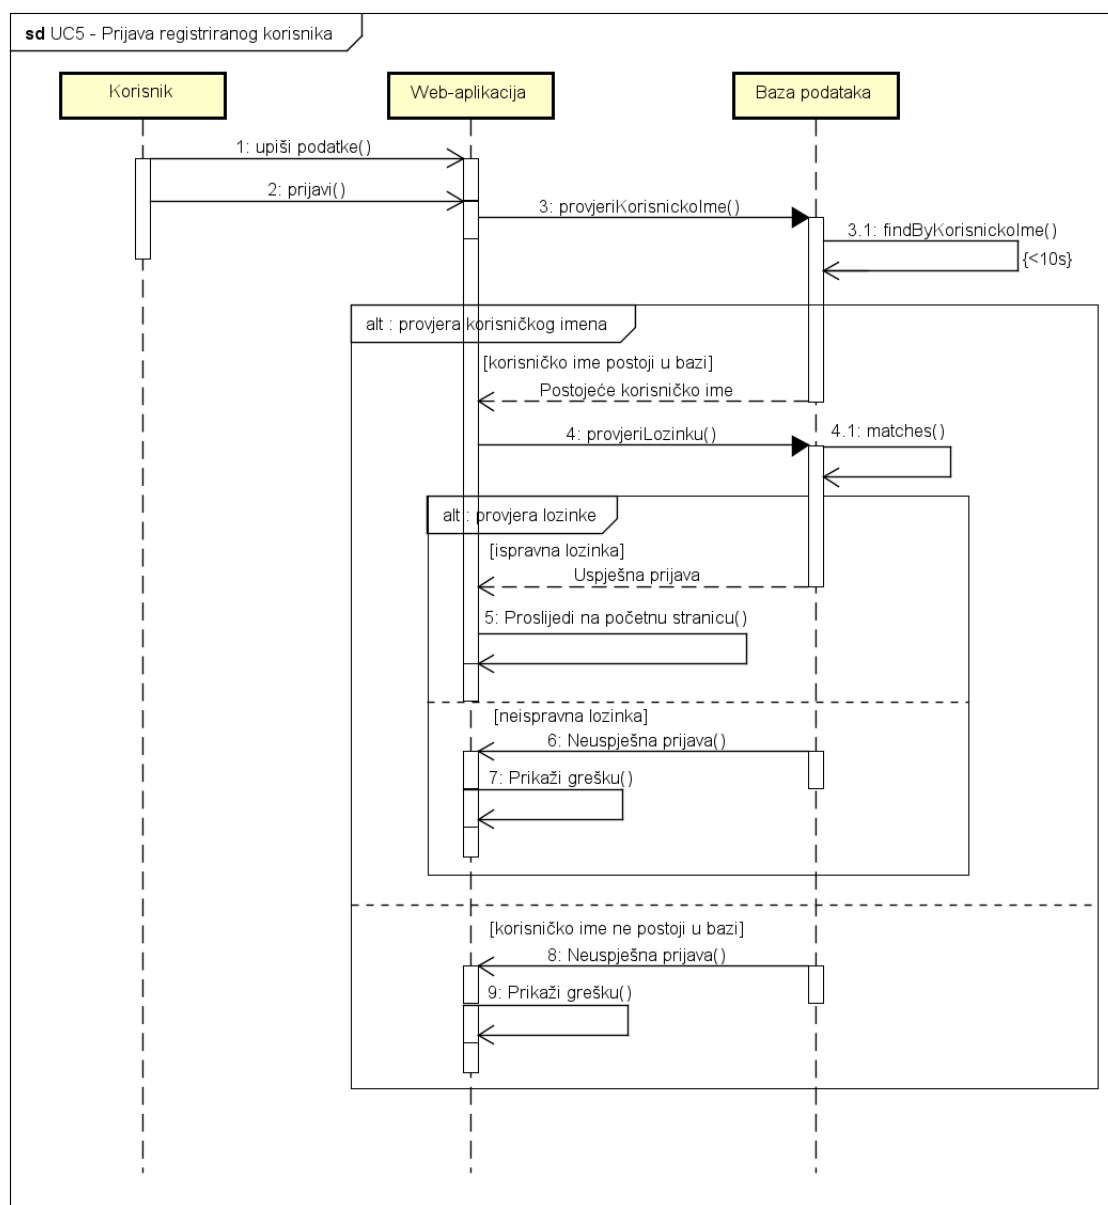 sd UC5 - Prijava registriranog korisnika
Korisnik
Web-aplikacija
Baza podataka
1: upiši podatke()
2: prijavi()
3: provjeriKorisnickoIme()
3.1: findByKorisnickoIme()
{<10s}
alt : provjera korisničkog imena
[korisničko ime postoji u bazi]
Postojeće korisničko ime
4: provjeriLozinku()
4.1: matches()
alt : provjera lozinke
[ispravna lozinka]
Uspješna prijava
5: Proslijedi na početnu stranicu()
[neispravna lozinka]
6: Neuspješna prijava()
7: Prikaži grešku()
[korisničko ime ne postoji u bazi]
8: Neuspješna prijava()
9: Prikaži grešku()